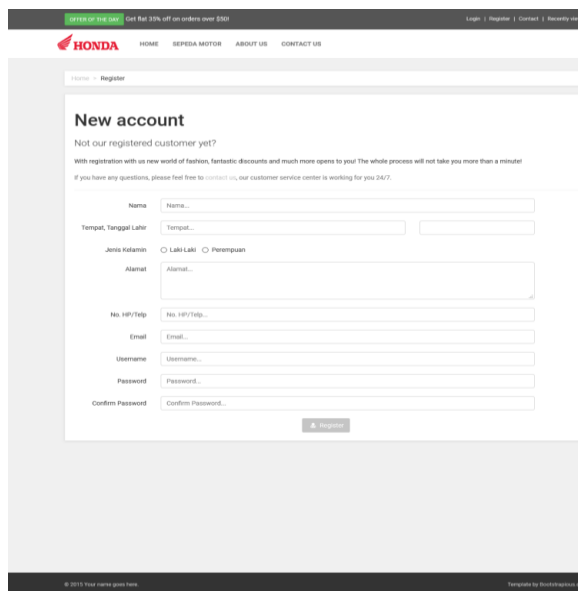 OFFER OF THE DAY Get flat 35% off on orders over $50!
Login | Register | Contact | Recently
HONDA HOME SEPEDA MOTOR ABOUT US CONTACT US
Home > Register
New account
Not our registered customer yet?
With registration with us new world of fashion, fantastic discounts and much more opens to you! The whole process will not take you more than a minute!
If you have any questions, please feel free to contact us, our customer service center is working for you 24/7.
Nama Nama...
Tempat, Tanggal Lahir Tempat...
Jenis Kelamin Laki-Laki Perempuan
Alamat Alamat...
No. HP/Telp No. HP/Telp...
Email Email...
Username Username...
Password Password...
Confirm Password Confirm Password...
Register
© 2015 Your name goes here.
Template by Bootstrapious